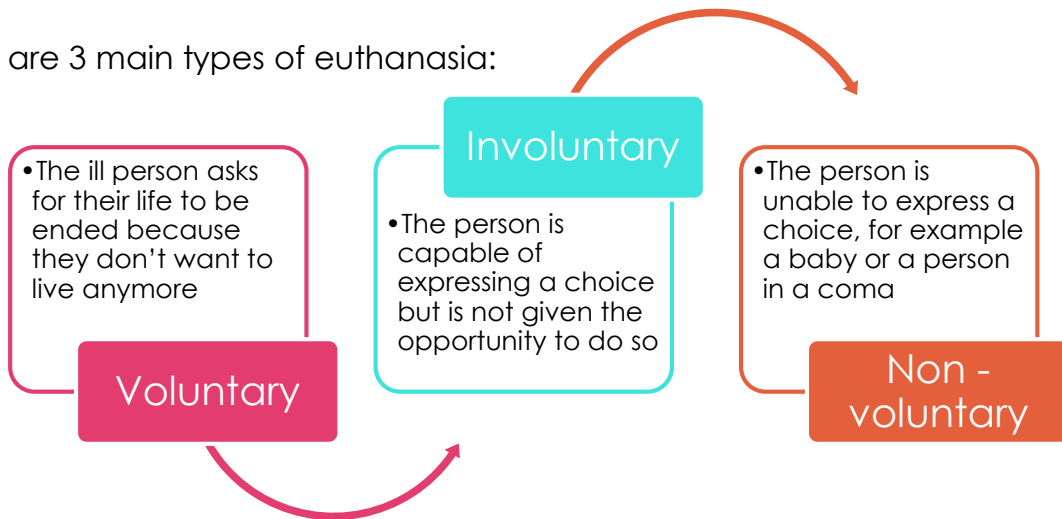 are 3 main types of euthanasia:
•The ill person asks
for their life to be
ended because
they don’t want to
live anymore
Voluntary
Involuntary
•The person is
capable of
expressing a choice
but is not given the
opportunity to do so
•The person is
unable to express a
choice, for example
a baby or a person
in a coma
Non -
voluntary